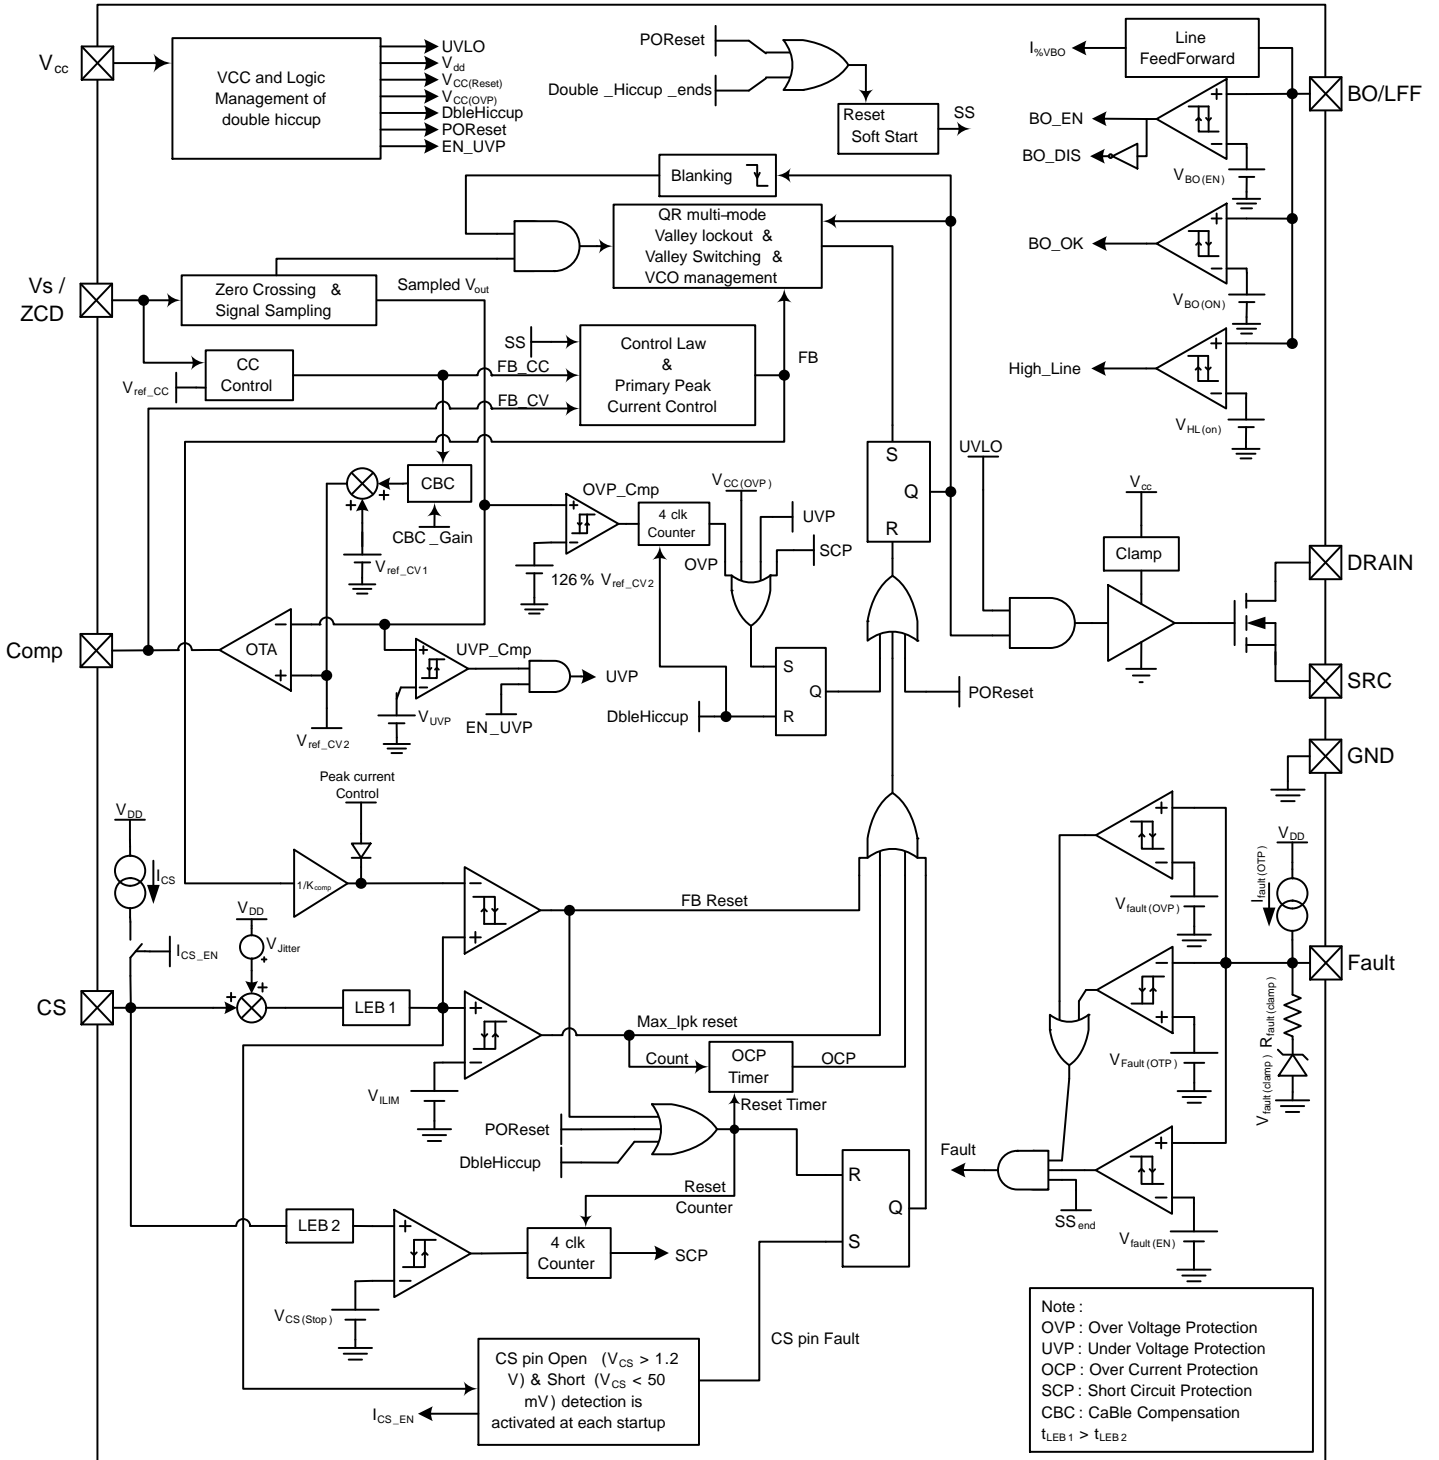 Vcc
VCC and Logic
Management of
double hiccup
UVLO
Vdd
VCC(Reset)
VCC(OVP)
DbleHiccup
POReset
EN_UVP
POReset
Double _Hiccup _ends
Reset
Soft Start
SS
Line
FeedForward
I%VBO
BO/LFF
BO_EN
BO_DIS
VBO(EN)
BO_OK
VBO(ON)
High_Line
VHL(on)
Blanking
QR multi-mode
Valley lockout &
Valley Switching &
VCO management
Vs /
ZCD
Zero Crossing &
Signal Sampling
Sampled Vout
CC
Control
Vref_CC
SS
FB_CC
FB_CV
Control Law
&
Primary Peak
Current Control
FB
CBC
CBC _Gain
Vref_CV1
OVP_Cmp
4 clk
Counter
126% Vref_CV2
OVP
VCC(OVP)
UVP
SCP
S
Q
R
UVLO
Vcc
Clamp
DRAIN
SRC
GND
Comp
OTA
Vref_CV2
UVP_Cmp
VUVP
EN_UVP
UVP
DbleHiccup
S
Q
R
POReset
Peak current
Control
VDD
ICS
ICS_EN
VDD
VJitter
1/Kcomp
FB Reset
CS
LEB1
Max_Ipk reset
VILIM
Count
OCP
Timer
OCP
Reset Timer
POReset
DbleHiccup
Reset
Counter
R
Q
S
LEB2
4 clk
Counter
SCP
VCS(Stop)
CS pin Open (VCS > 1.2
V) & Short (VCS < 50
mV) detection is
activated at each startup
ICS_EN
CS pin Fault
Vfault(OVP)
VDD
Ifault(OTP)
Fault
VFault(OTP)
Rfault(clamp)
Vfault(clamp)
Fault
SSend
Vfault(EN)
Note :
OVP : Over Voltage Protection
UVP : Under Voltage Protection
OCP : Over Current Protection
SCP : Short Circuit Protection
CBC : CaBle Compensation
tLEB1 > tLEB2